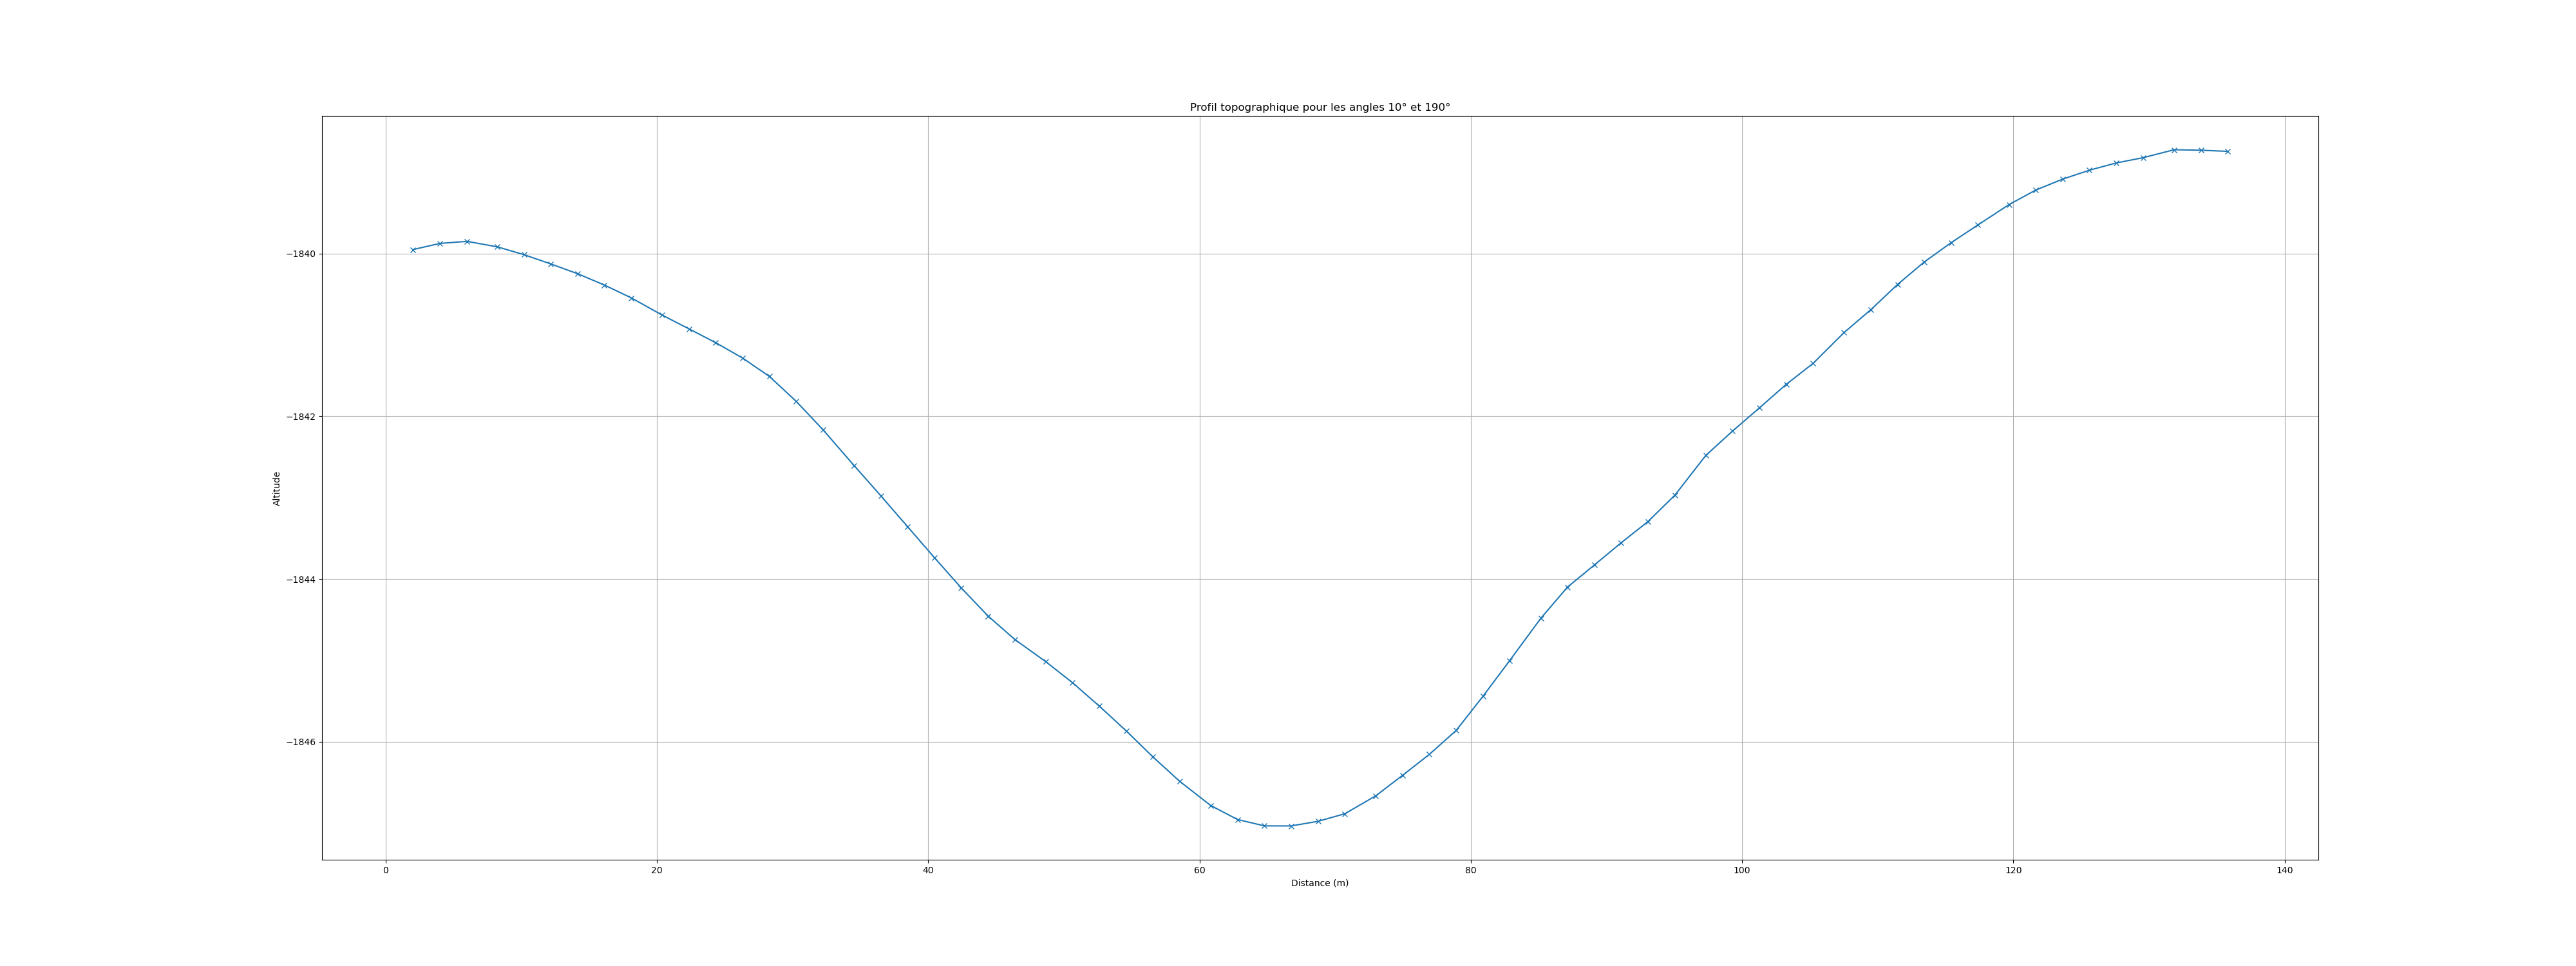 Profil topographique pour les angles 10° et 190°
−1840
−1842
−1844
−1846
Altitude
0 20 40 60 80 100 120 140
Distance (m)